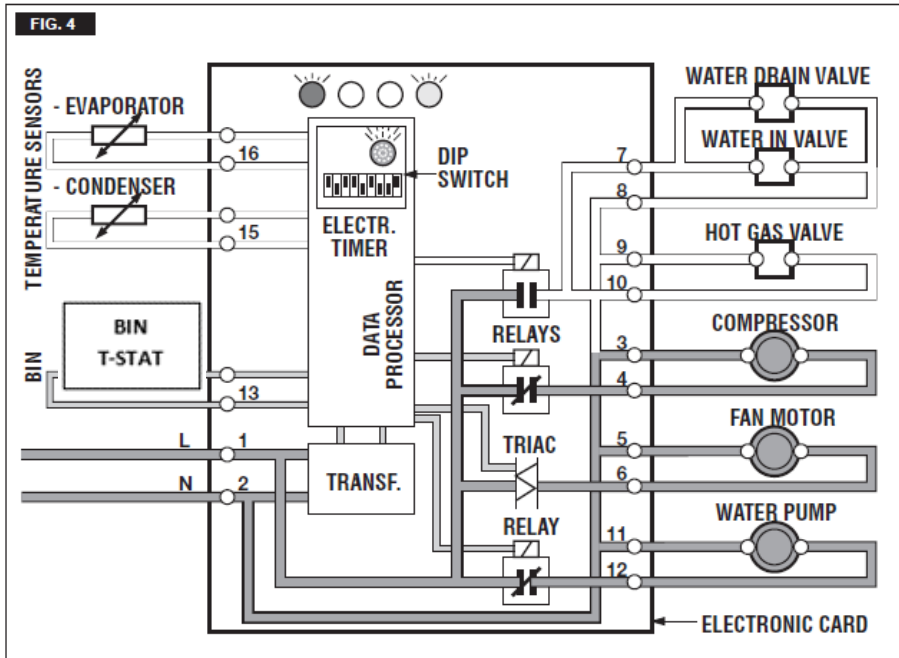 FIG. 4
TEMPERATURE SENSORS
- EVAPORATOR
16
- CONDENSER
15
BIN
BIN
T-STAT
13
L
1
N
2
DIP
SWITCH
ELECTR.
TIMER
DATA
PROCESSOR
TRANSF.
RELAYS
TRIAC
RELAY
WATER DRAIN VALVE
WATER IN VALVE
7
8
HOT GAS VALVE
9
10
COMPRESSOR
3
4
FAN MOTOR
5
6
WATER PUMP
11
12
ELECTRONIC CARD